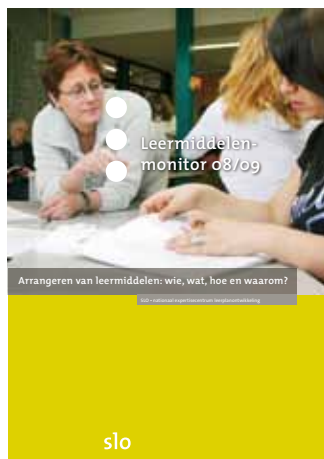 Leermiddelen-
monitor 08/09
Arrangeren van leermiddelen: wie, wat, hoe en waarom?
SLO • nationaal expertisecentrum leerplanontwikkeling
slo